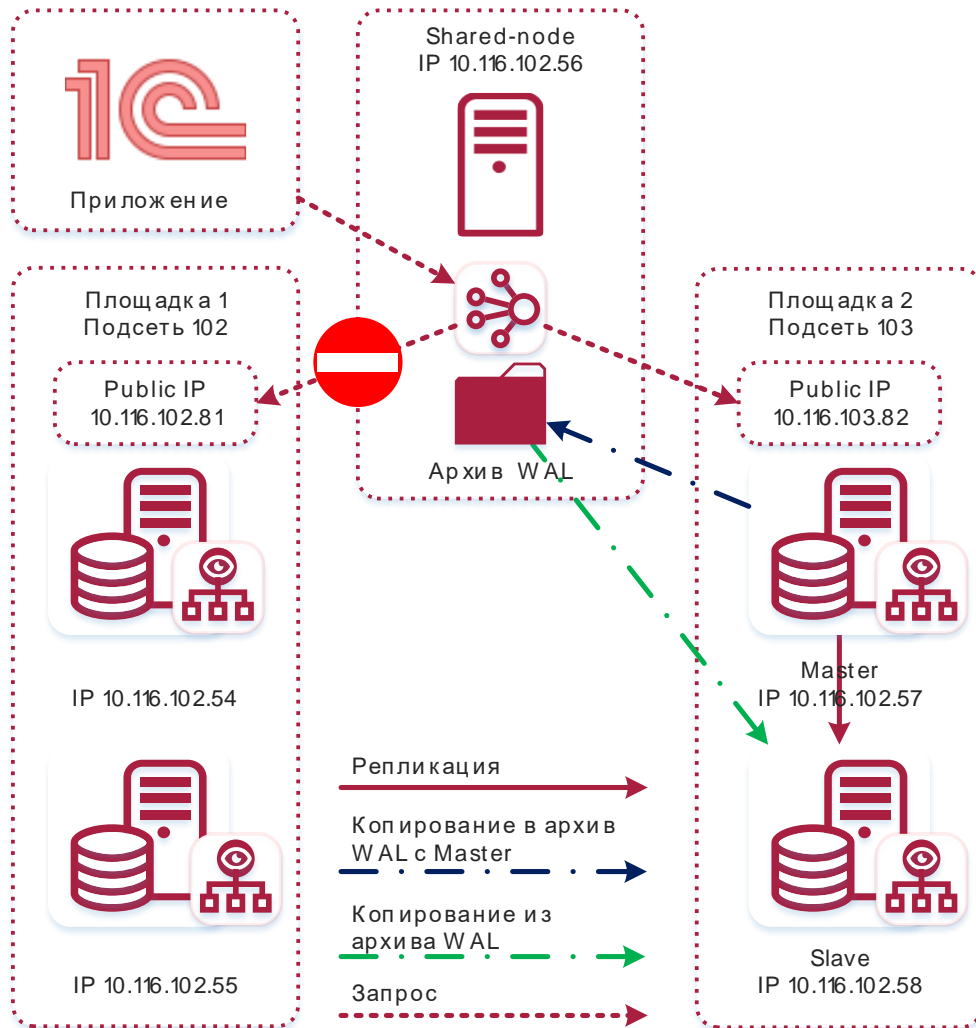 1С
Приложение
Shared-node
IP 10.116.102.56
Архив WAL
Площадка 1
Подсеть 102
Public IP
10.116.102.81
IP 10.116.102.54
IP 10.116.102.55
Площадка 2
Подсеть 103
Public IP
10.116.103.82
Master
IP 10.116.102.57
Slave
IP 10.116.102.58
Репликация
Копирование в архив
WAL с Master
Копирование из
архива WAL
Запрос